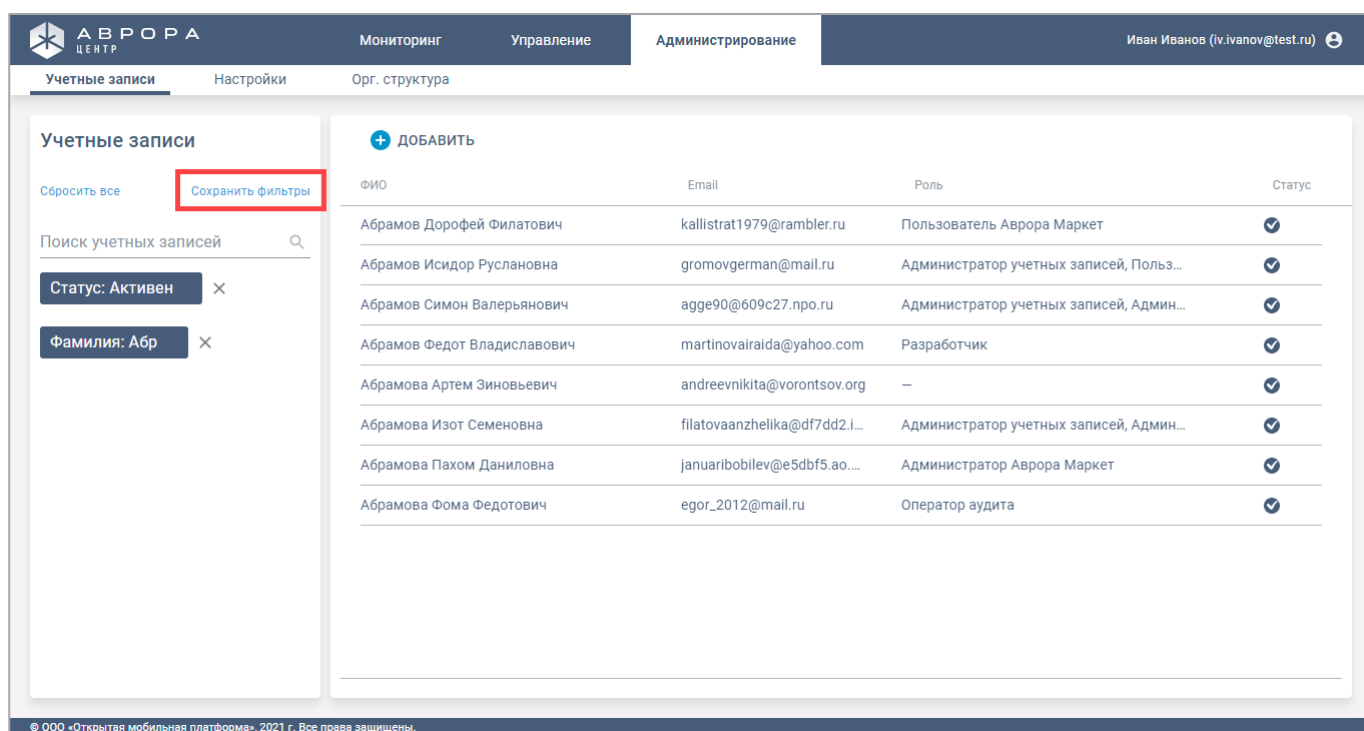 АВРОРА
ЦЕНТР
Мониторинг Управление Администрирование Иван Иванов (iv.ivanov@test.ru)
Учетные записи Настройки Орг. структура
Учетные записи
Сбросить все Сохранить фильтры
Поиск учетных записей
Статус: Активен
Фамилия: Абр
ДОБАВИТЬ
ФИО Email Роль Статус
Абрамов Дорофей Филатович kallistrat1979@rambler.ru Пользователь Аврора Маркет
Абрамов Исидор Руслановна gromovgerman@mail.ru Администратор учетных записей, Польз...
Абрамов Симон Валерьянович agge90@609c27.npo.ru Администратор учетных записей, Админ...
Абрамов Федот Владиславович martinovairaida@yahoo.com Разработчик
Абрамова Артем Зиновьевич andreevnikita@vorontsov.org —
Абрамова Изот Семеновна filatovaanzhelika@df7dd2.i... Администратор учетных записей, Админ...
Абрамова Пахом Даниловна januaribobilev@e5dbf5.ao.... Администратор Аврора Маркет
Абрамова Фома Федотович egor_2012@mail.ru Оператор аудита
© ООО «Открытая мобильная платформа», 2021 г. Все права защищены.